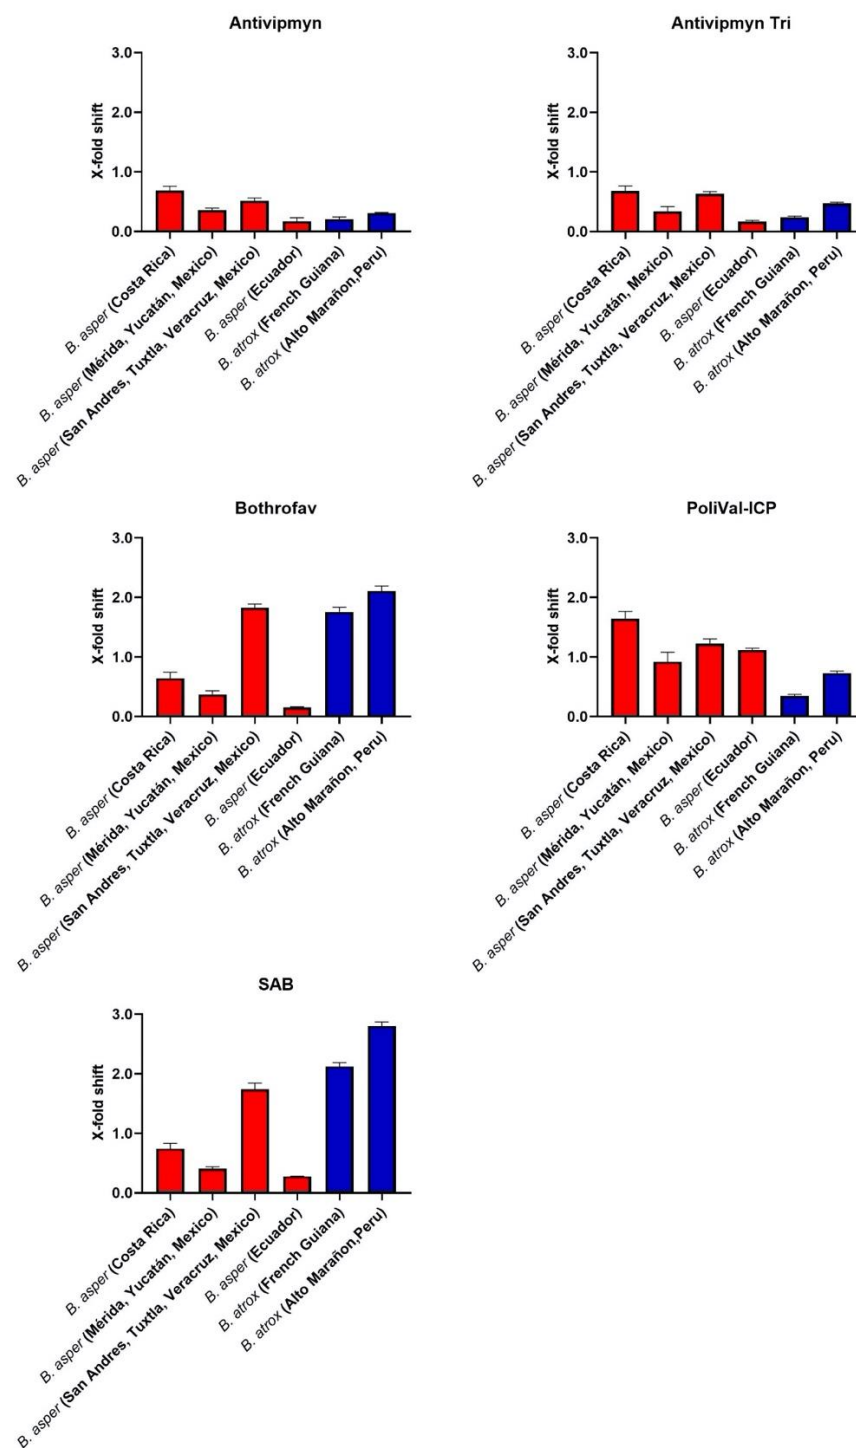 Antivipmyn
X-fold shift
3.0
2.0
1.0
0.0
B. asper (Costa Rica)
B. asper (Mérida, Yucatán, Mexico)
B. asper (San Andres, Tuxtla, Veracruz, Mexico)
B. asper (Ecuador)
B. atrox (French Guiana)
B. atrox (Alto Marañon,Peru)
Antivipmyn Tri
X-fold shift
3.0
2.0
1.0
0.0
B. asper (Costa Rica)
B. asper (Mérida, Yucatán, Mexico)
B. asper (San Andres, Tuxtla, Veracruz, Mexico)
B. asper (Ecuador)
B. atrox (French Guiana)
B. atrox (Alto Marañon, Peru)
Bothrofav
X-fold shift
3.0
2.0
1.0
0.0
B. asper (Costa Rica)
B. asper (Mérida, Yucatán, Mexico)
B. asper (San Andres, Tuxtla, Veracruz, Mexico)
B. asper (Ecuador)
B. atrox (French Guiana)
B. atrox (Alto Marañon, Peru)
PoliVal-ICP
X-fold shift
3.0
2.0
1.0
0.0
B. asper (Costa Rica)
B. asper (Mérida, Yucatán, Mexico)
B. asper (San Andres, Tuxtla, Veracruz, Mexico)
B. asper (Ecuador)
B. atrox (French Guiana)
B. atrox (Alto Marañon, Peru)
SAB
X-fold shift
3.0
2.0
1.0
0.0
B. asper (Costa Rica)
B. asper (Mérida, Yucatán, Mexico)
B. asper (San Andres, Tuxtla, Veracruz, Mexico)
B. asper (Ecuador)
B. atrox (French Guiana)
B. atrox (Alto Marañon,Peru)